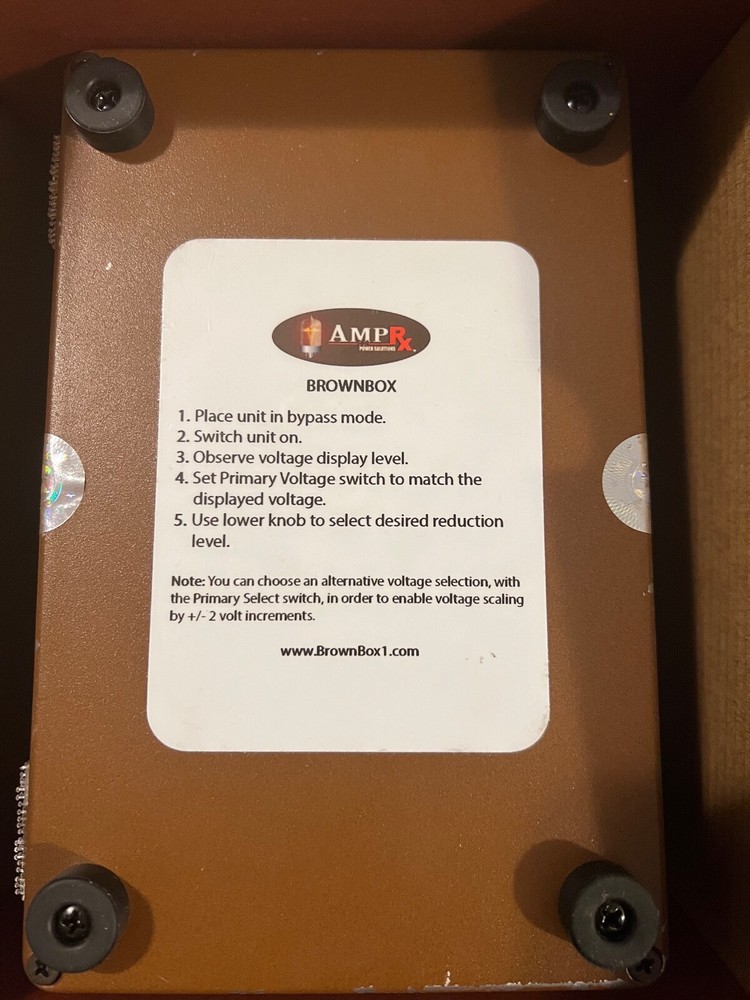 AMPRx
POWER SOLUTIONS
BROWNBOX
1. Place unit in bypass mode.
2. Switch unit on.
3. Observe voltage display level.
4. Set Primary Voltage switch to match the
displayed voltage.
5. Use lower knob to select desired reduction
level.
Note: You can choose an alternative voltage selection, with
the Primary Select switch, in order to enable voltage scaling
by +/- 2 volt increments.
www.BrownBox1.com